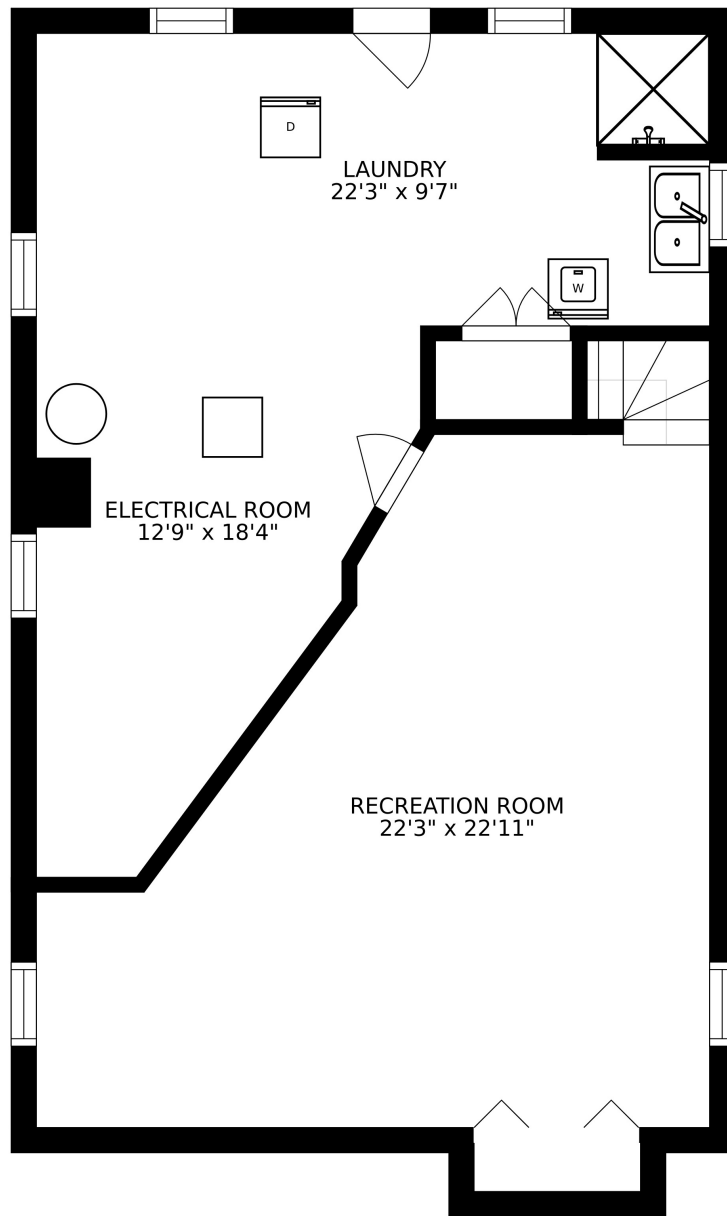 D
LAUNDRY
22'3" x 9'7"
W
ELECTRICAL ROOM
12'9" x 18'4"
RECREATION ROOM
22'3" x 22'11"